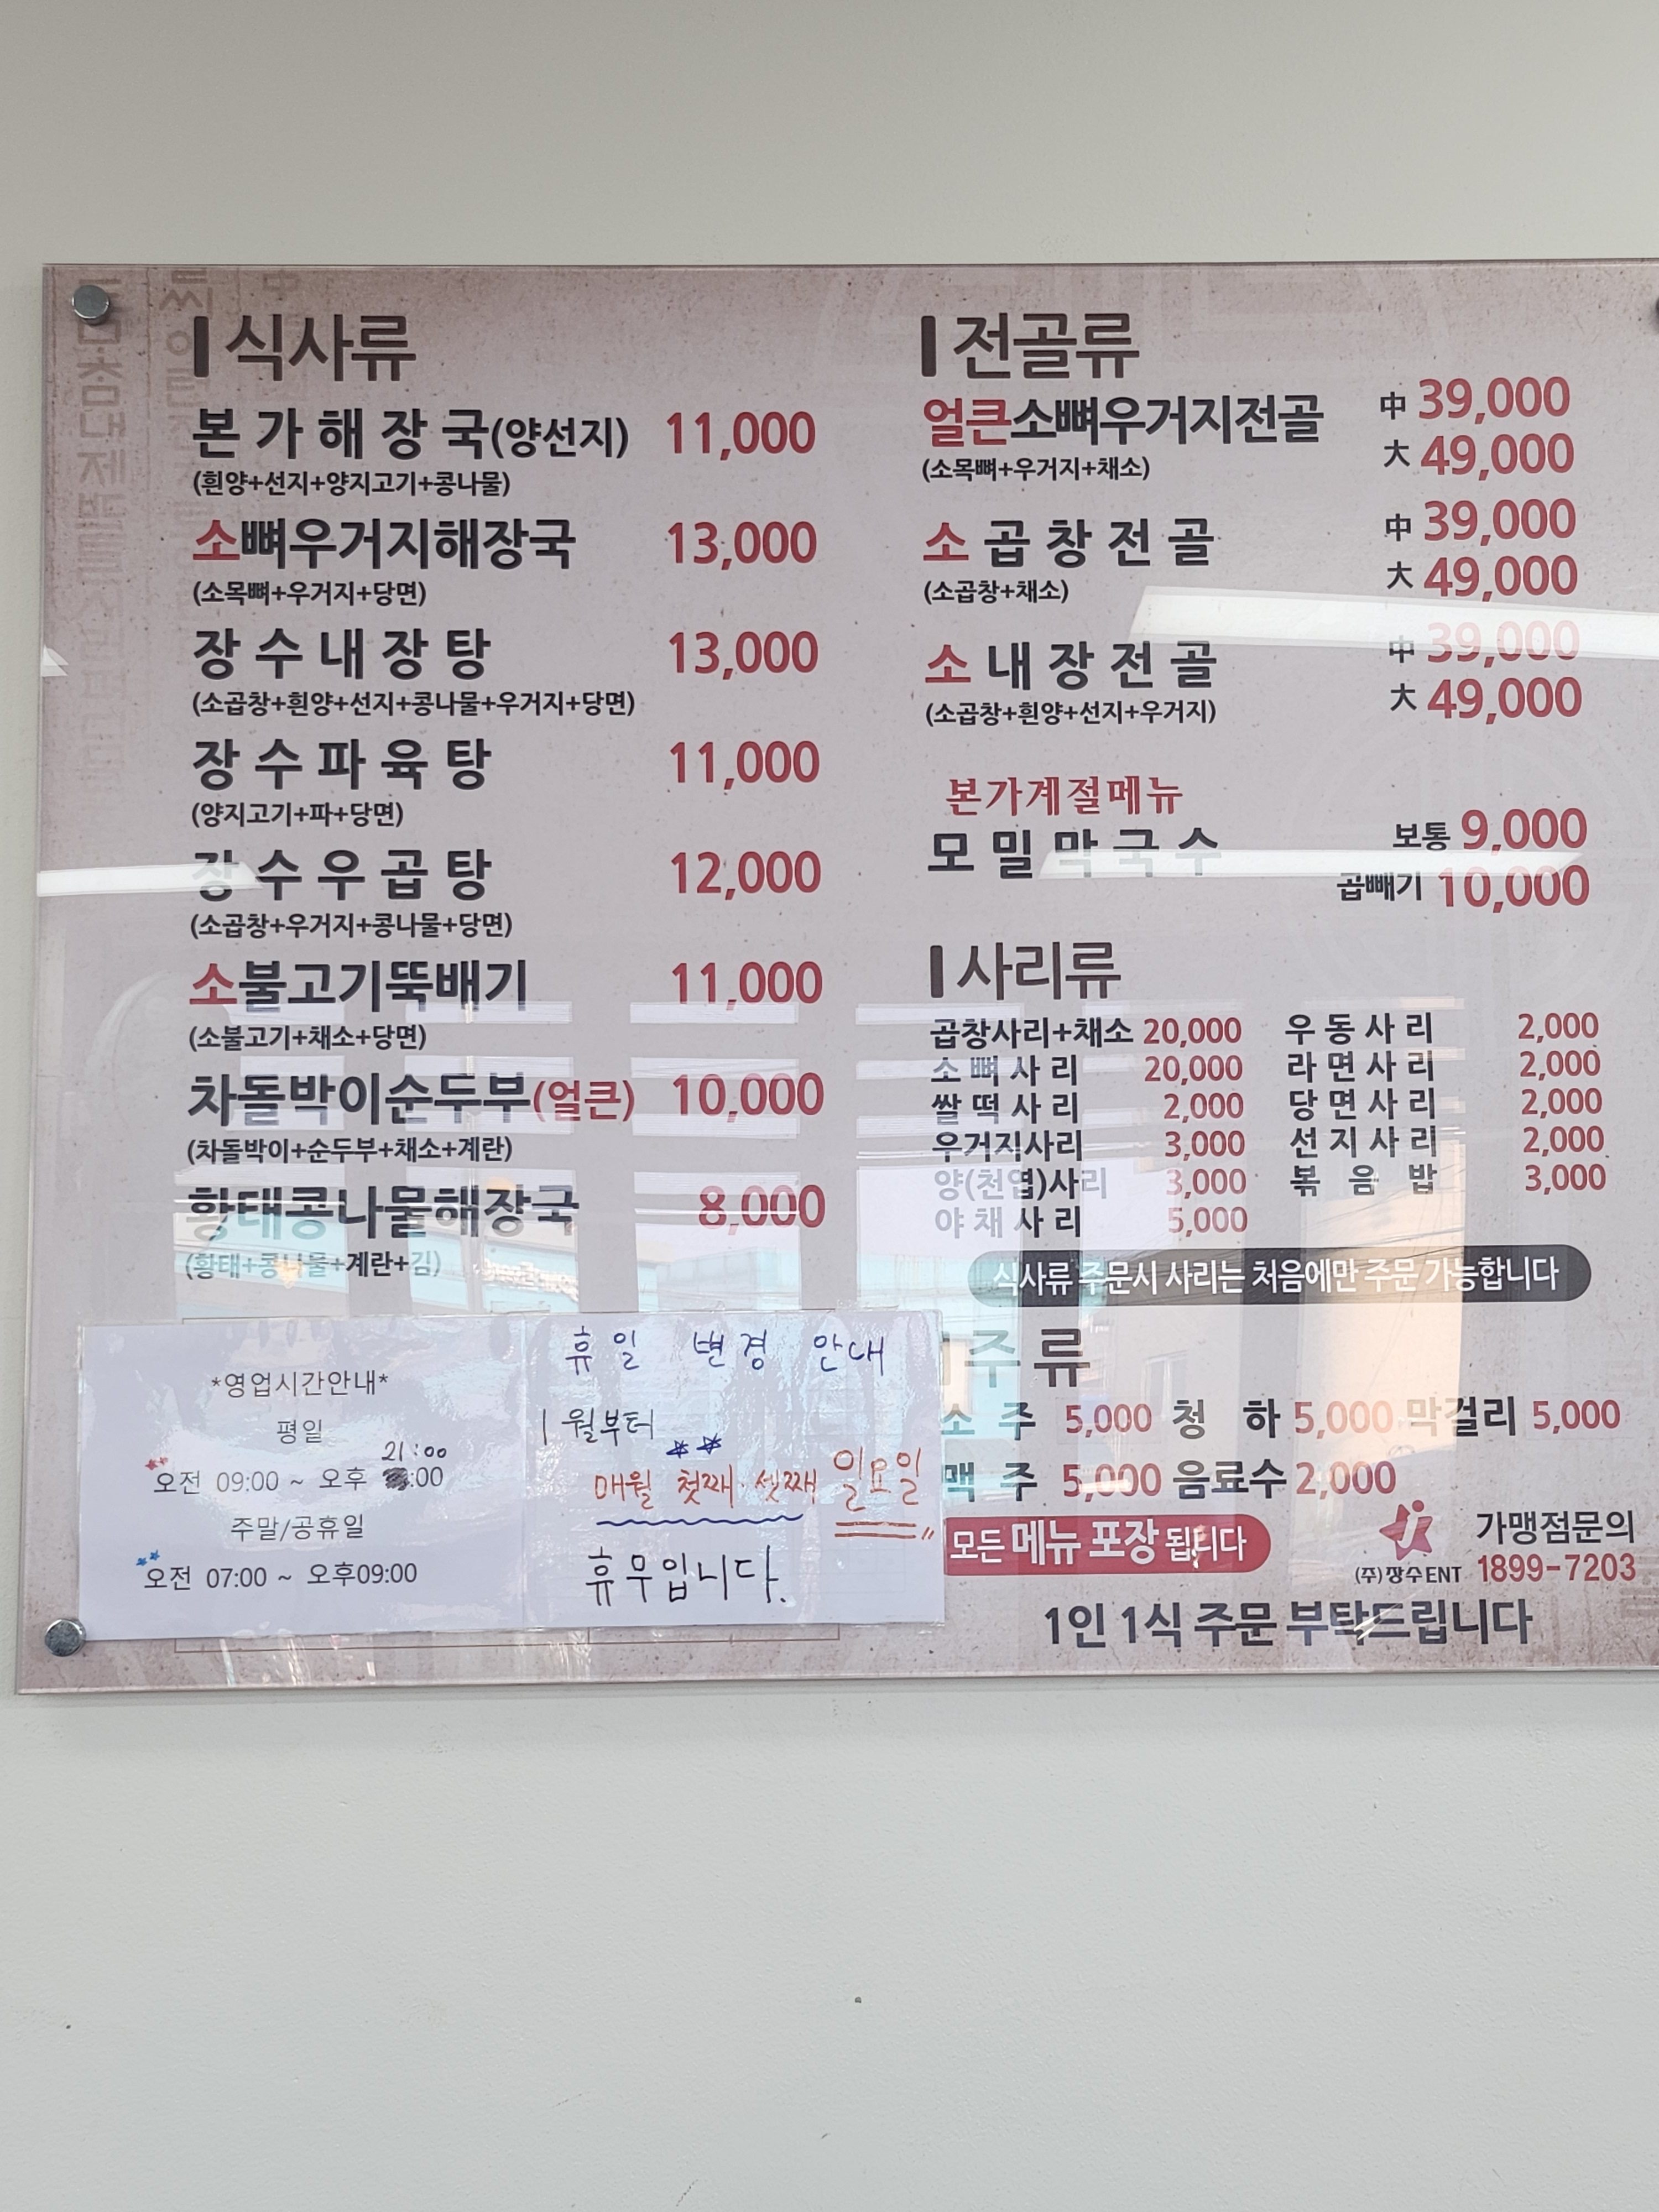 식사류
본가해장국(양선지) 11,000
(흰양+선지+양지고기+콩나물)
소뼈우거지해장국 13,000
(소목뼈+우거지+당면)
장수내장탕 13,000
(소곱창+흰양+선지+콩나물+우거지+당면)
장수파육탕 11,000
(양지고기+파+당면)
장수우곱탕 12,000
(소곱창+우거지+콩나물+당면)
소불고기뚝배기 11,000
(소불고기+채소+당면)
차돌박이순두부(얼큰) 10,000
(차돌박이+순두부+채소+계란)
황태콩나물해장국 8,000
(황태+콩나물+계란+김)
*영업시간안내*
평일
21:00
오전 09:00 ~ 오후 :00
주말/공휴일
오전 07:00 ~ 오후09:00
휴일 변경 안내
1월부터
매월 첫째.셋째 일요일
휴무입니다.
전골류
얼큰소뼈우거지전골 中 39,000
大 49,000
(소목뼈+우거지+채소)
소곱창전골 中 39,000
大 49,000
(소곱창+채소)
소내장전골 中 39,000
大 49,000
(소곱창+흰양+선지+우거지)
본가계절메뉴
모밀막국수 보통 9,000
곱빼기 10,000
사리류
곱창사리+채소 20,000 우동사리 2,000
소뼈사리 20,000 라면사리 2,000
쌀떡사리 2,000 당면사리 2,000
우거지사리 3,000 선지사리 2,000
양(천엽)사리 3,000 볶음밥 3,000
야채사리 5,000
식사류 주문시 사리는 처음에만 주문 가능합니다
주류
소주 5,000 청하 5,000 막걸리 5,000
맥주 5,000 음료수 2,000
모든 메뉴 포장 됩니다
가맹점문의
(주)장수ENT 1899-7203
1인 1식 주문 부탁드립니다